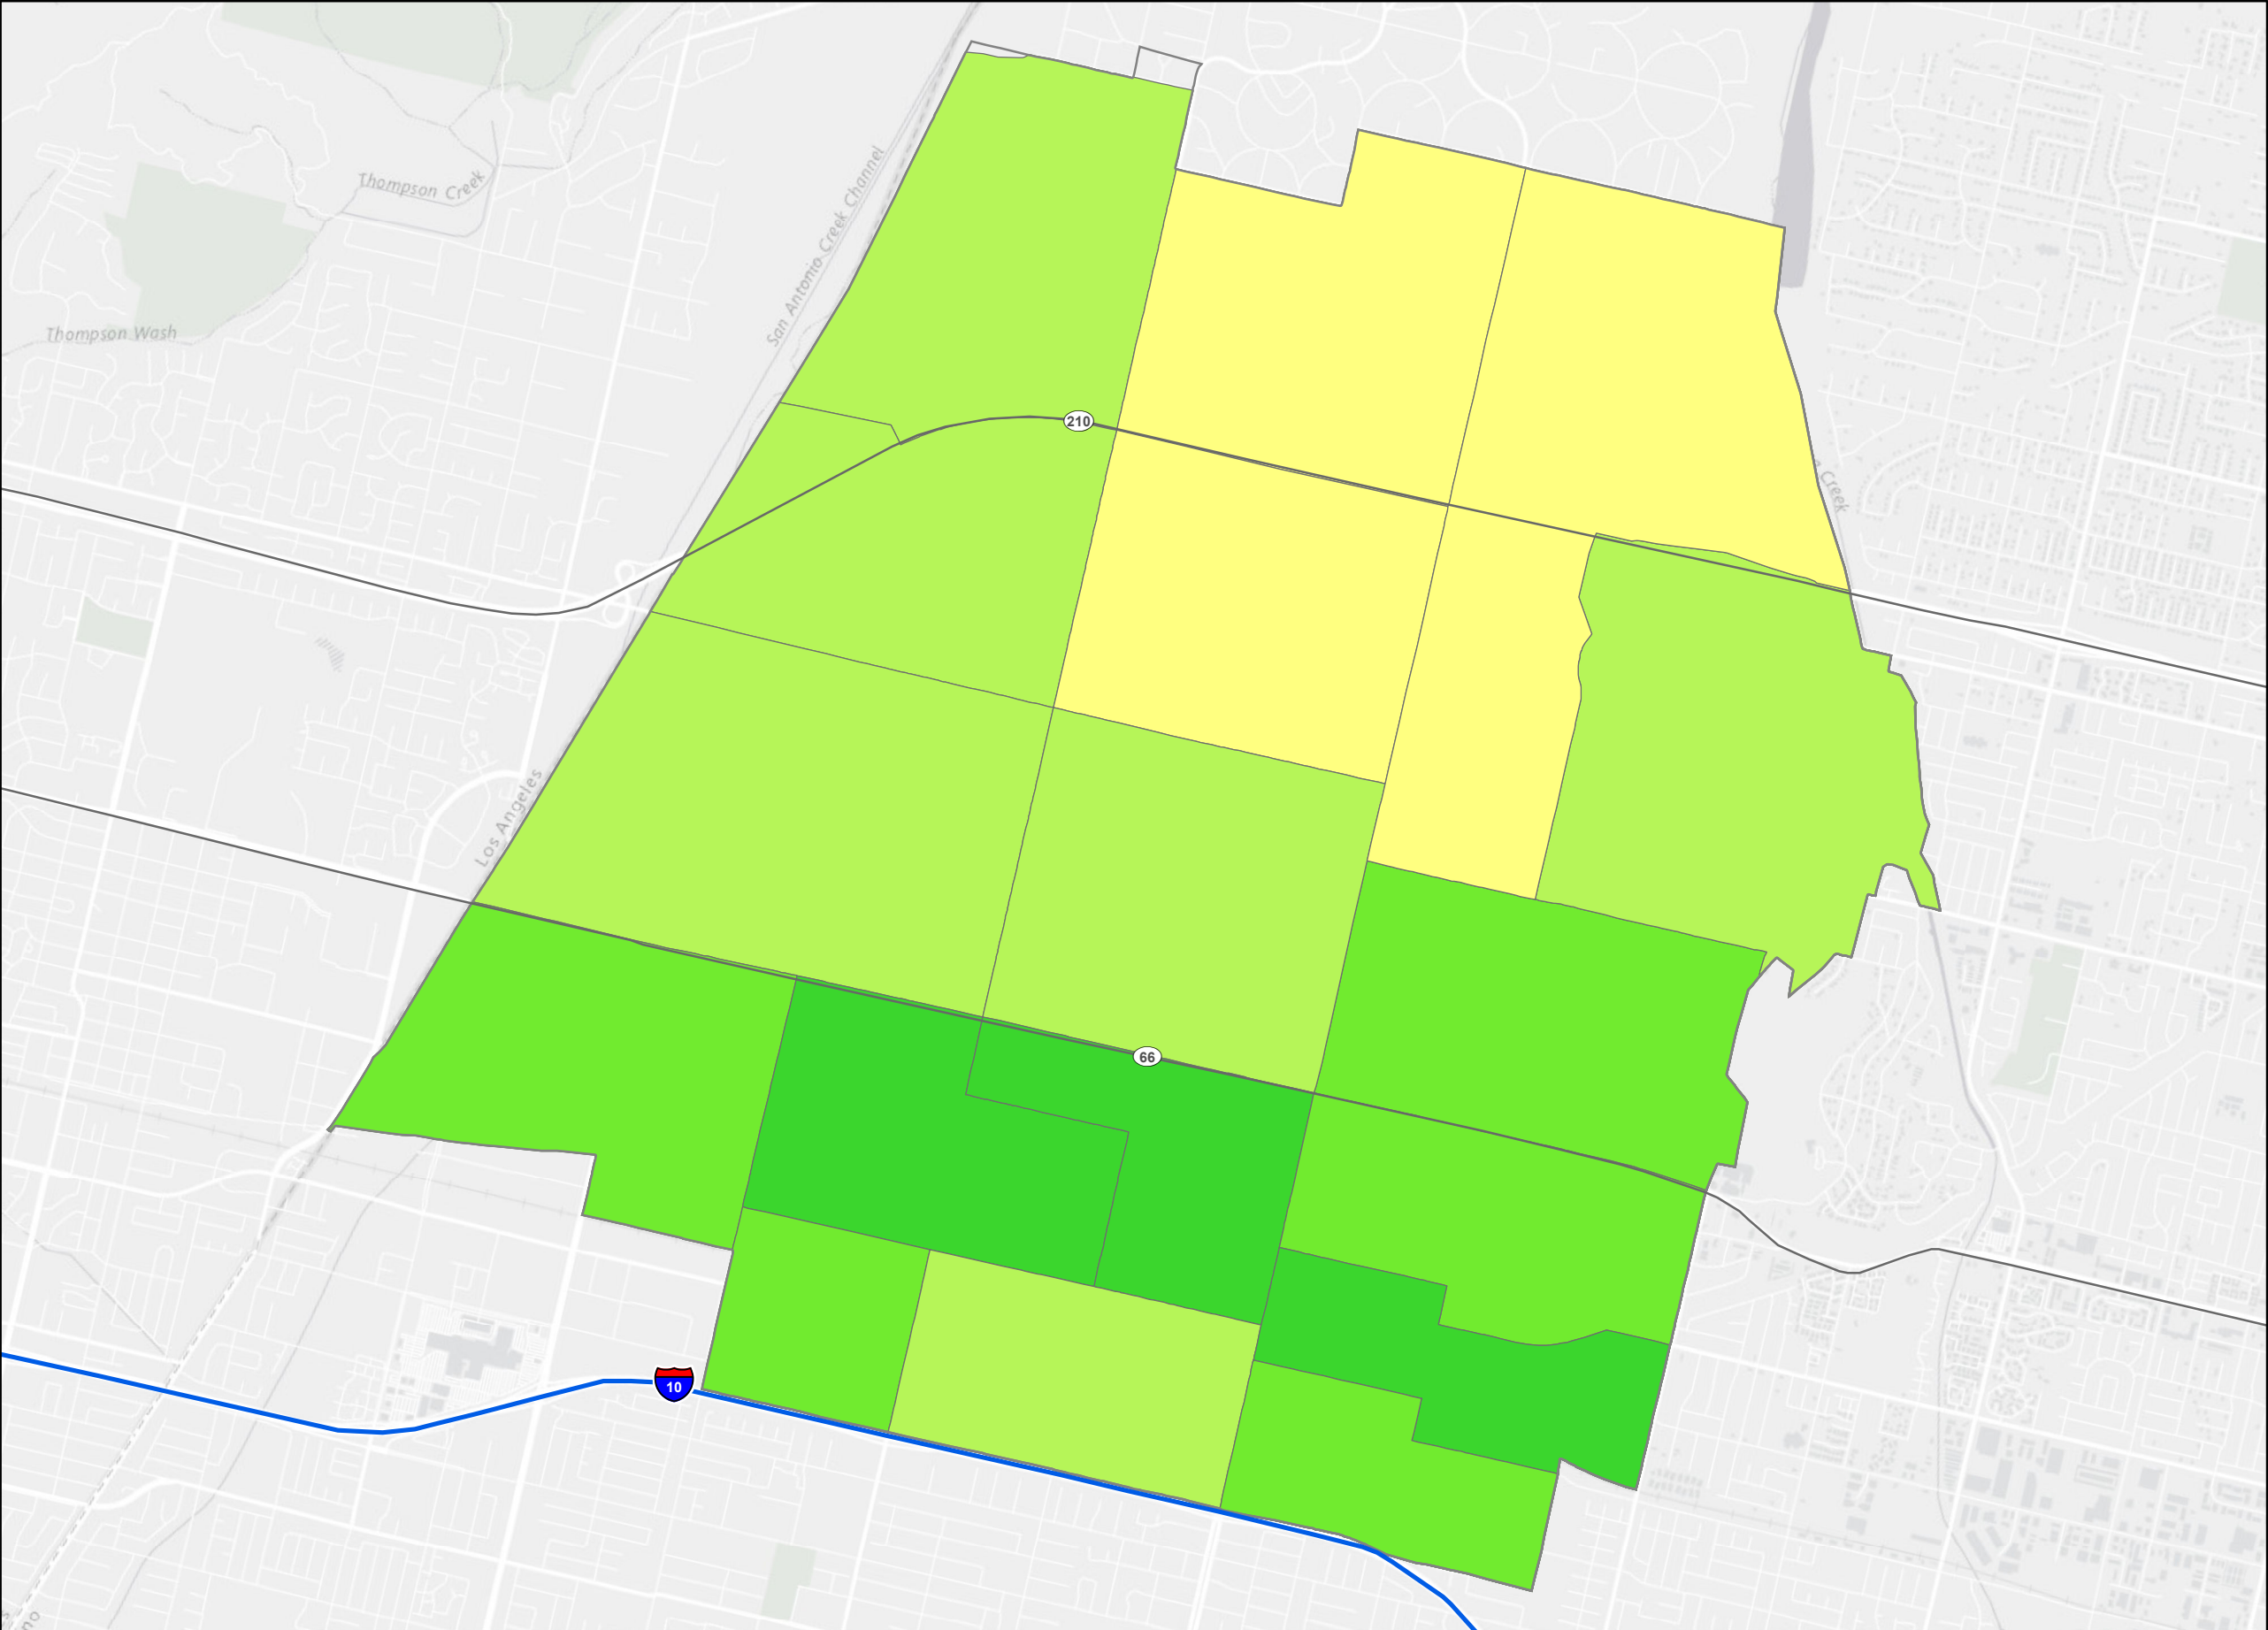 Thompson Creek
San Antonio Creek Channel
Thompson Wash
210
Creek
Los Angeles
66
10